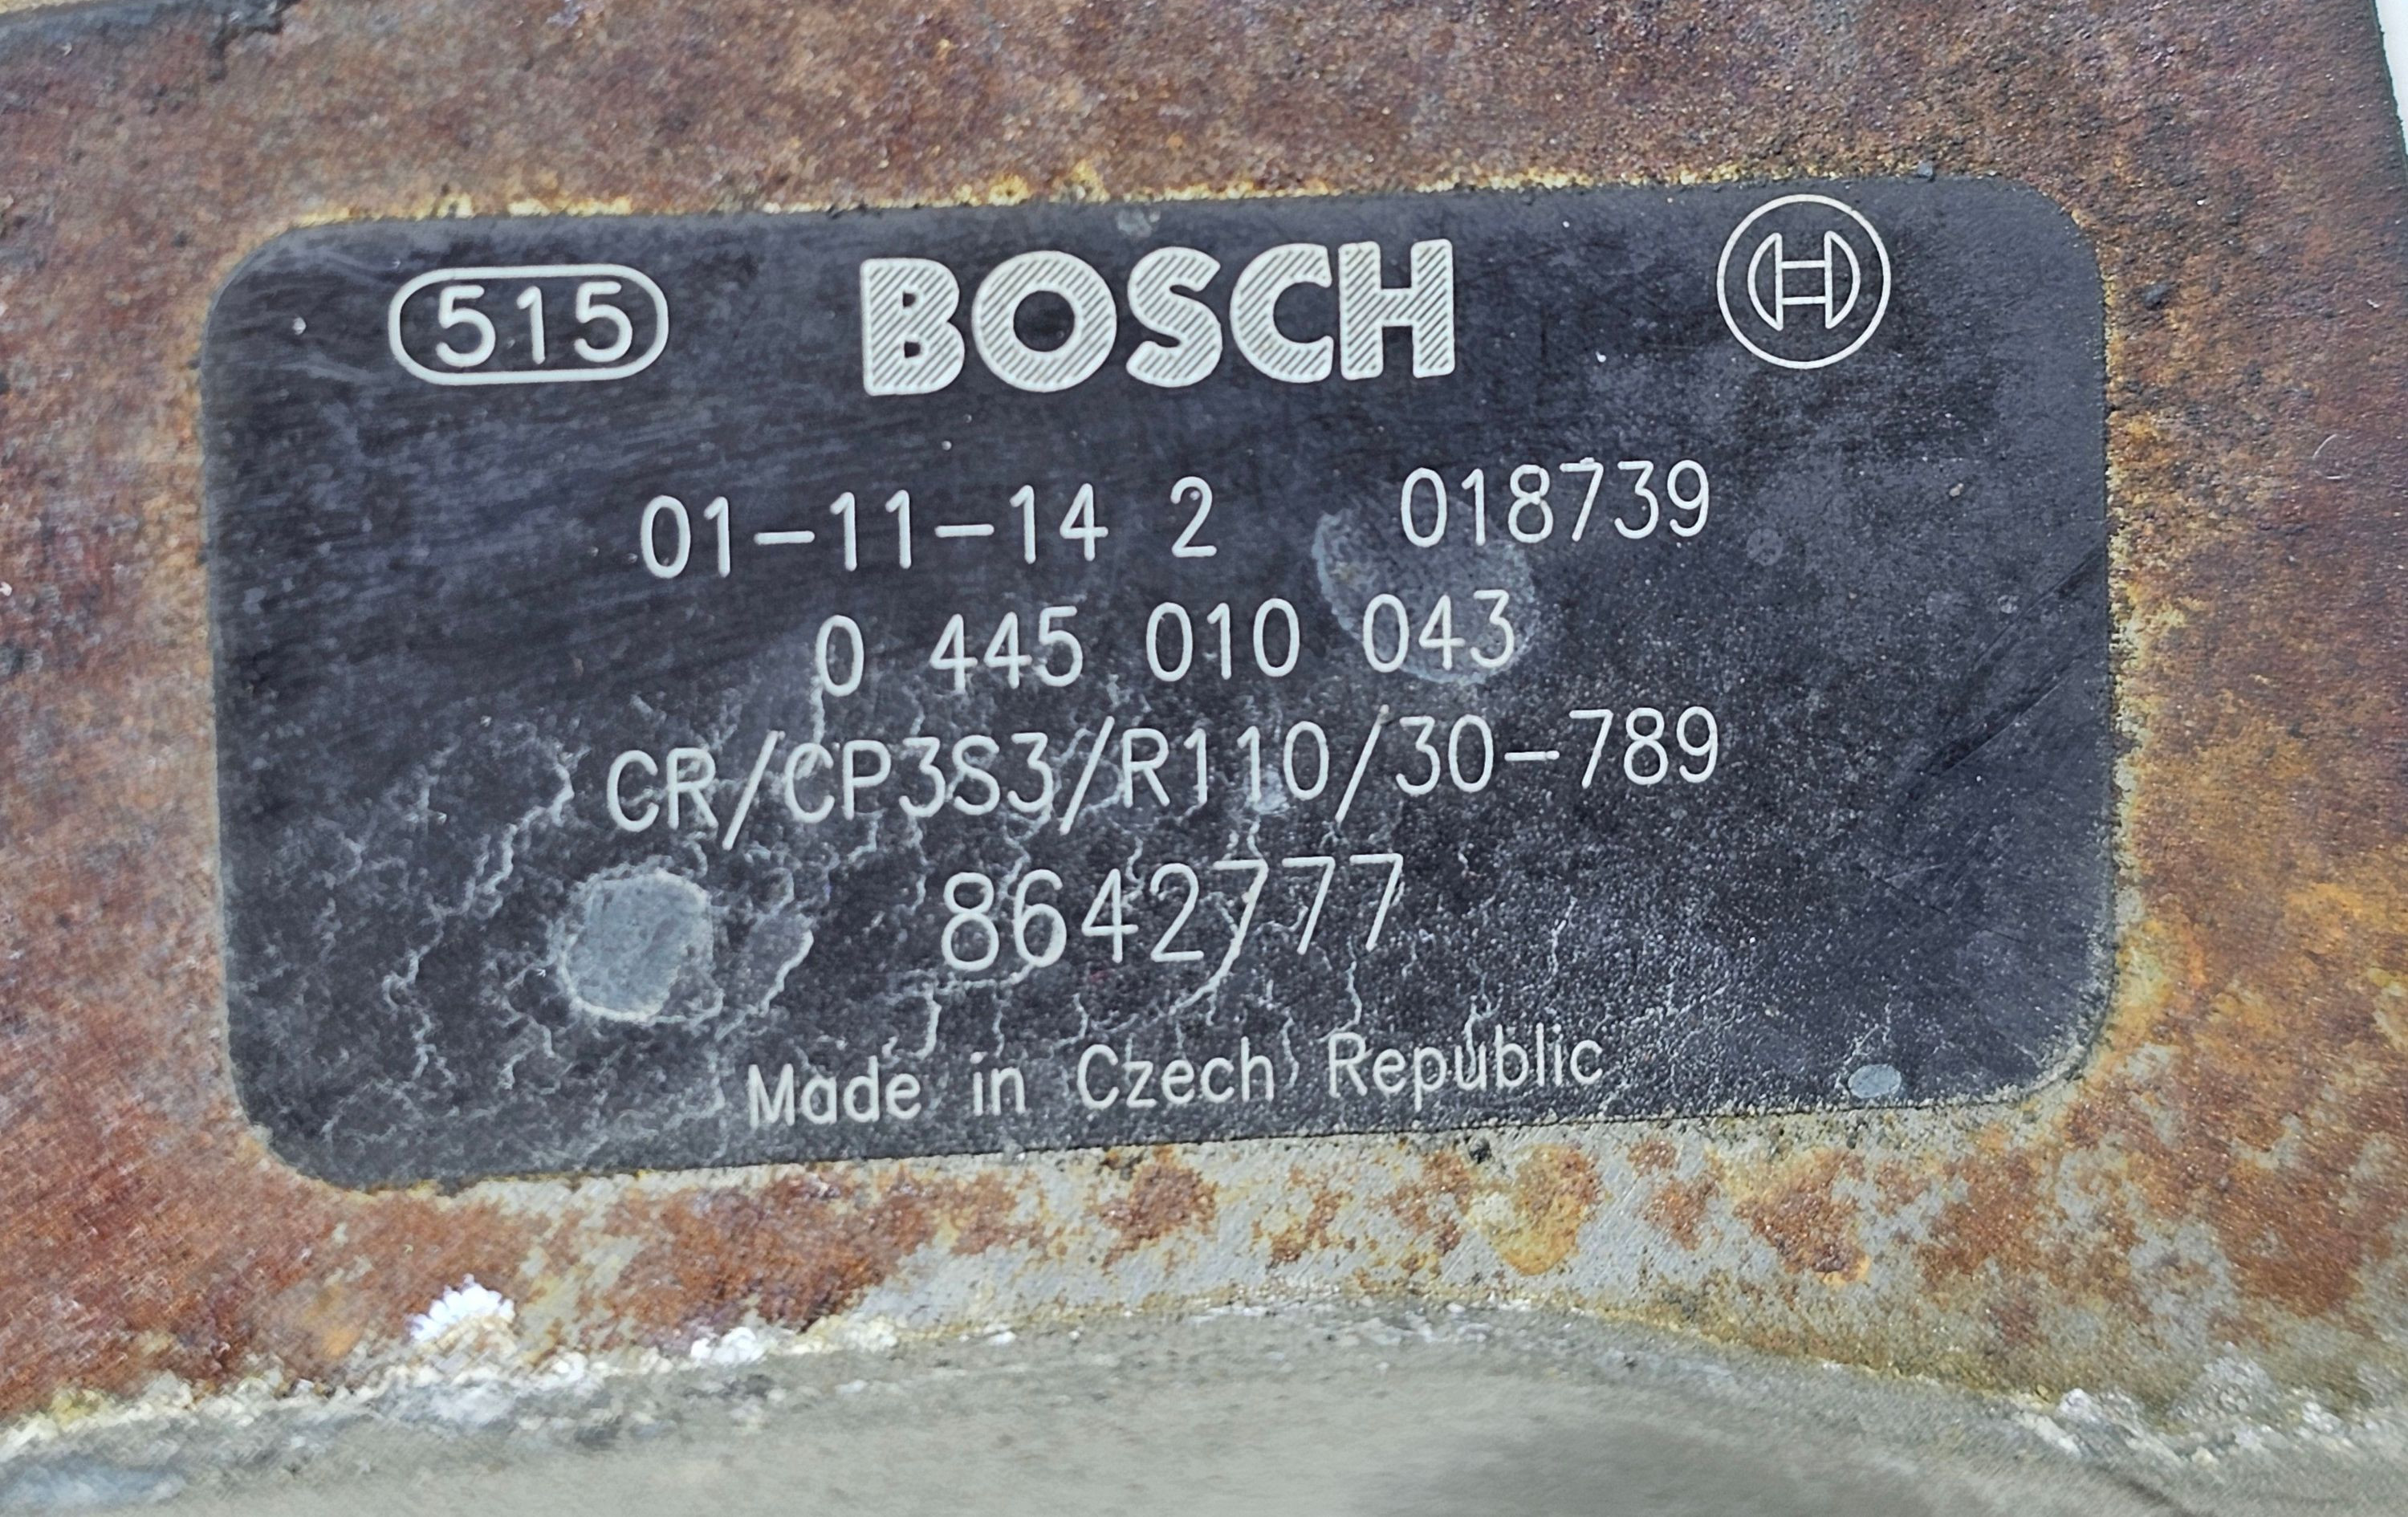 515 BOSCH
01-11-14 2 018739
0 445 010 043
CR/CP3S3/R110/30-789
8642777
Made in Czech Republic